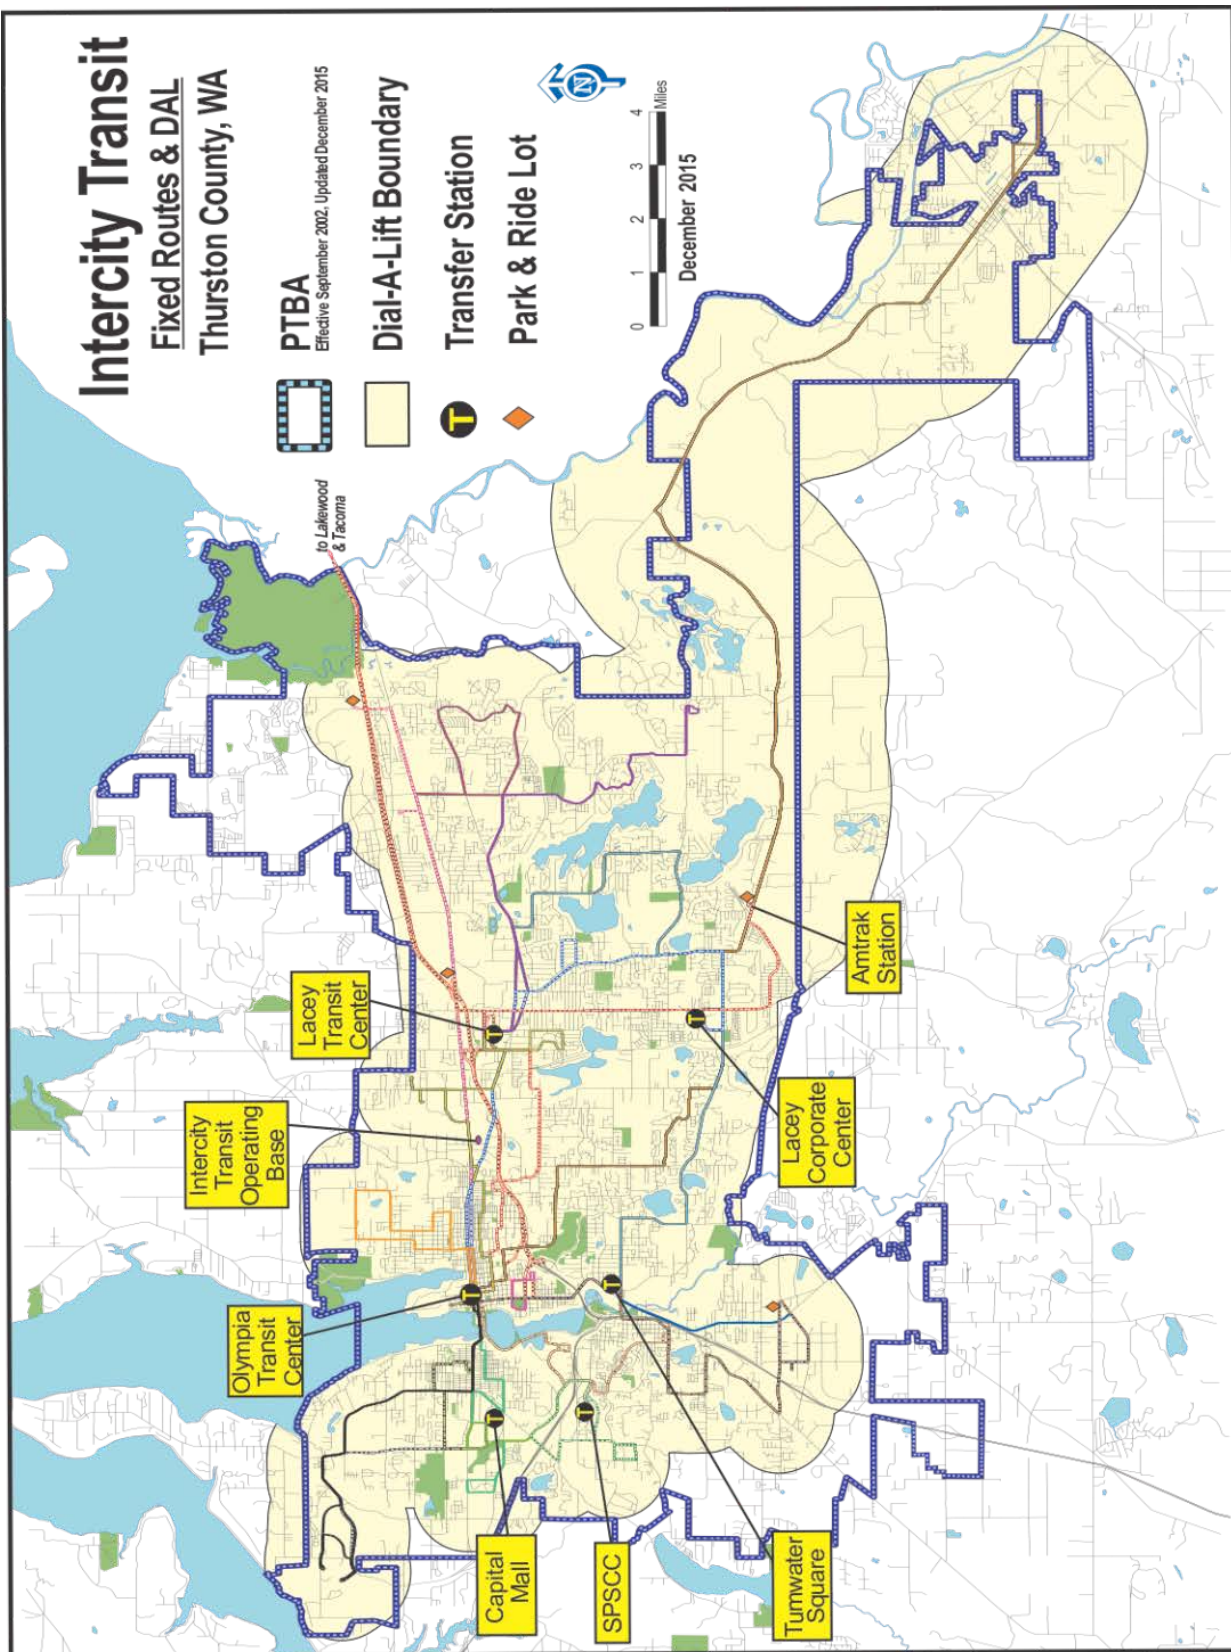 Intercity Transit
Fixed Routes & DAL
Thurston County, WA
PTBA
Effective September 2002, Updated December 2015
Dial-A-Lift Boundary
Transfer Station
T
Park & Ride Lot
N
0 1 2 3 4 Miles
December 2015
to Lakewood
& Tacoma
Lacey
Transit
Center
Intercity
Transit
Operating
Base
Olympia
Transit
Center
Capital
Mall
SPSCC
Tumwater
Square
Lacey
Corporate
Center
Amtrak
Station
T
T
T
T
T
T